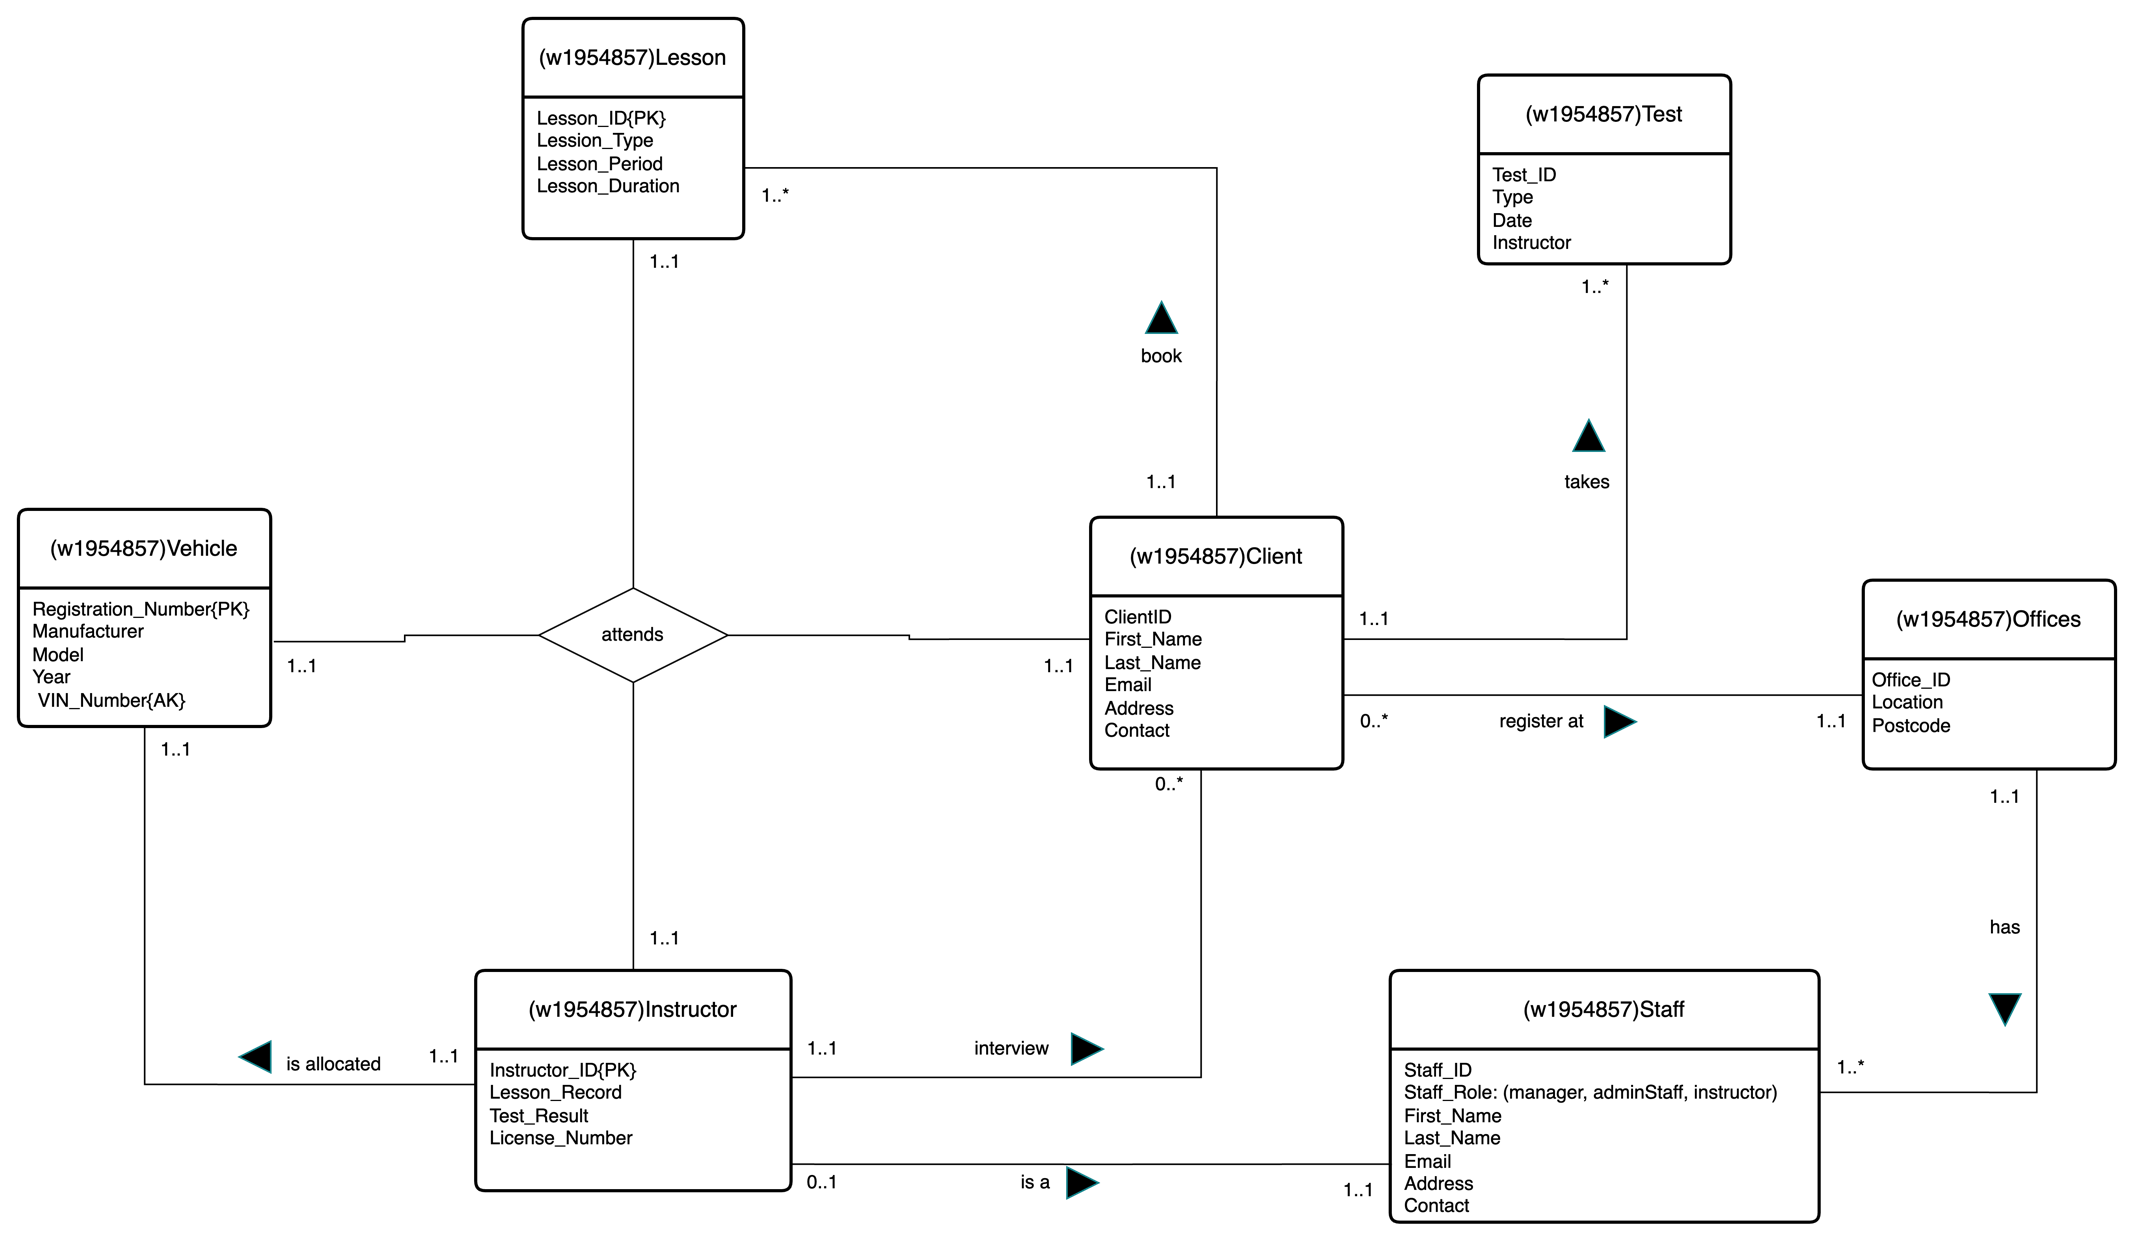 (w1954857)Lesson
Lesson_ID{PK}
Lession_Type
Lesson_Period
Lesson_Duration
1..*
1..1
(w1954857)Test
Test_ID
Type
Date
Instructor
1..*
book
takes
1..1
(w1954857)Vehicle
Registration_Number{PK}
Manufacturer
Model
Year
VIN_Number{AK}
1..1
1..1
attends
1..1
(w1954857)Client
ClientID
First_Name
Last_Name
Email
Address
Contact
1..1
0..*
register at
1..1
0..*
(w1954857)Offices
Office_ID
Location
Postcode
1..1
has
1..1
(w1954857)Instructor
Instructor_ID{PK}
Lesson_Record
Test_Result
License_Number
is allocated
1..1
1..1
interview
0..1
is a
1..1
(w1954857)Staff
Staff_ID
Staff_Role: (manager, adminStaff, instructor)
First_Name
Last_Name
Email
Address
Contact
1..*